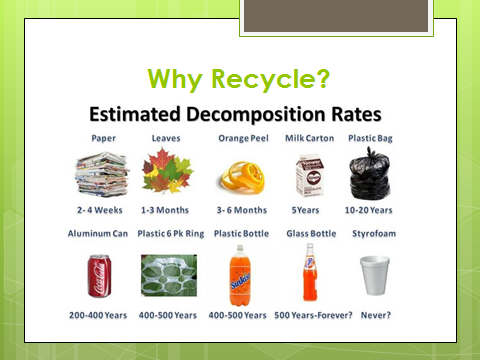 Why Recycle?
Estimated Decomposition Rates
Paper Leaves Orange Peel Milk Carton Plastic Bag
2- 4 Weeks 1-3 Months 3- 6 Months 5Years 10-20 Years
Aluminum Can Plastic 6 Pk Ring Plastic Bottle Glass Bottle Styrofoam
Sunkist
200-400 Years 400-500 Years 400-500 Years 500 Years-Forever? Never?